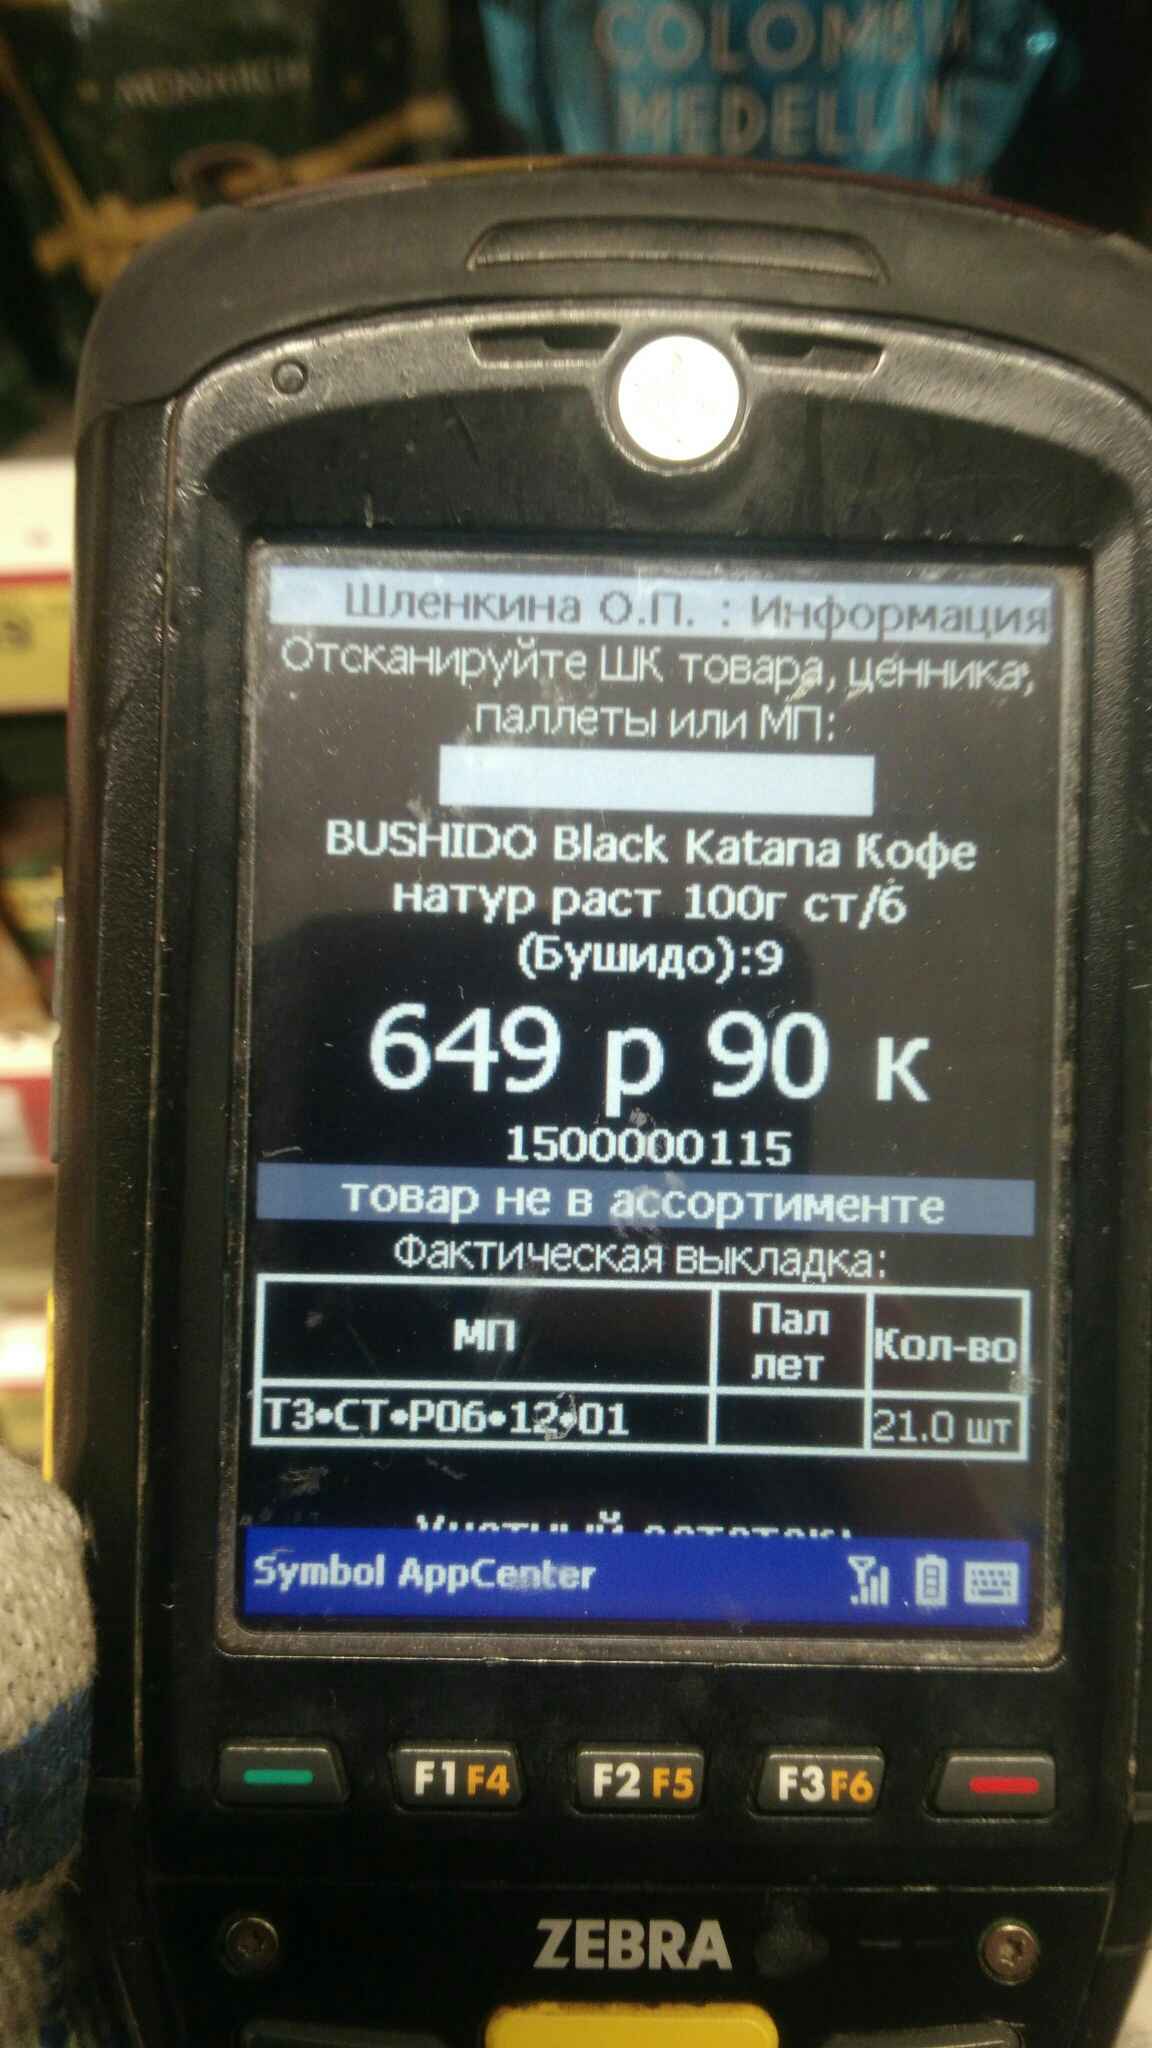 COLOMBIA
MEDELLIN
Шленкина О.П. : Информация
Отсканируйте ШК товара, ценника,
паллеты или МП:
BUSHIDO Black Katana Кофе
натур раст 100г ст/6
(Бушидо):9
649 р 90 к
1500000115
товар не в ассортименте
Фактическая выкладка:
МП
Пал
лет
Кол-во
ТЗ•СТ•Р06•12•01
21.0 шт
Symbol AppCenter
F1 F4
F2 F5
F3 F6
ZEBRA